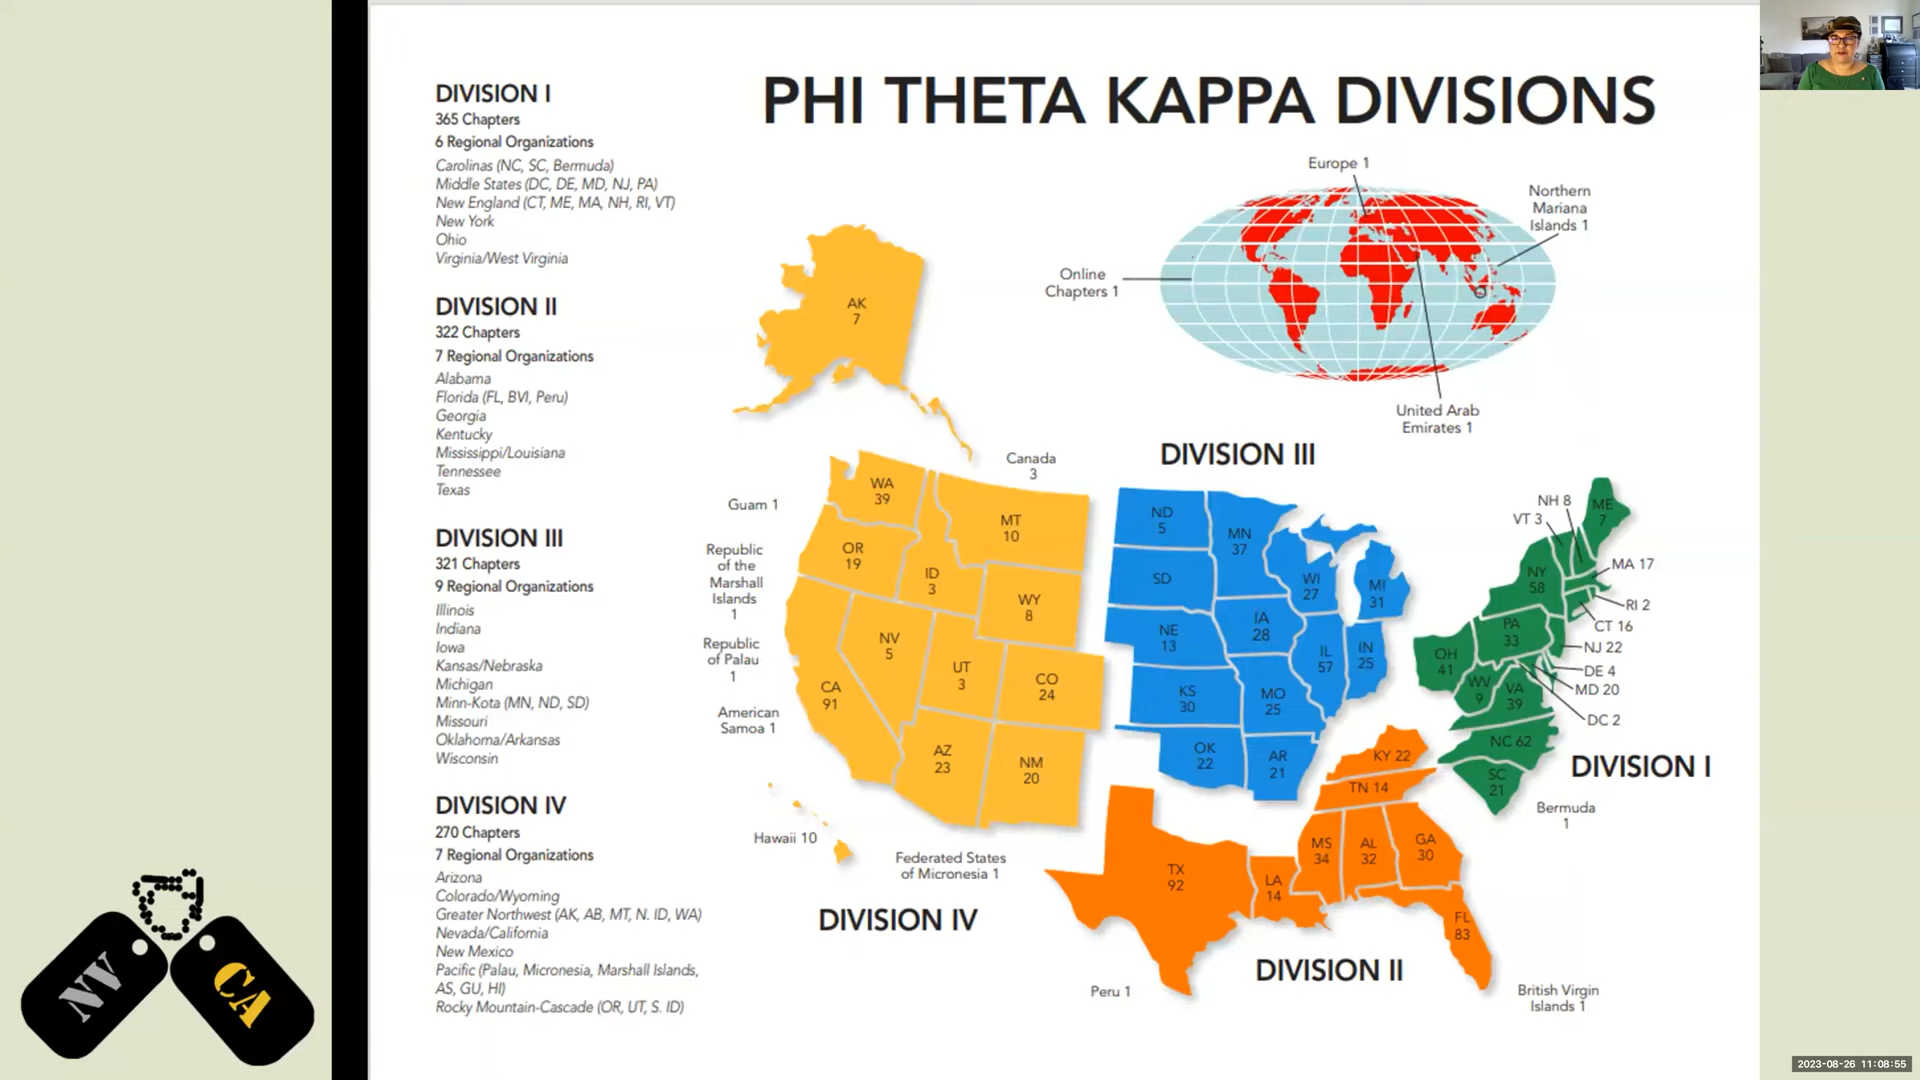 PHI THETA KAPPA DIVISIONS
DIVISION I
365 Chapters
6 Regional Organizations
Carolinas (NC, SC, Bermuda)
Middle States (DC, DE, MD, NJ, PA)
New England (CT, ME, MA, NH, RI, VT)
New York
Ohio
Virginia/West Virginia
DIVISION II
322 Chapters
7 Regional Organizations
Alabama
Florida (FL, BVI, Peru)
Georgia
Kentucky
Mississippi/Louisiana
Tennessee
Texas
DIVISION III
321 Chapters
9 Regional Organizations
Illinois
Indiana
Iowa
Kansas/Nebraska
Michigan
Minn-Kota (MN, ND, SD)
Missouri
Oklahoma/Arkansas
Wisconsin
DIVISION IV
270 Chapters
7 Regional Organizations
Arizona
Colorado/Wyoming
Greater Northwest (AK, AB, MT, N. ID, WA)
Nevada/California
New Mexico
Pacific (Palau, Micronesia, Marshall Islands,
AS, GU, HI)
Rocky Mountain-Cascade (OR, UT, S. ID)
Europe 1
Northern
Mariana
Islands 1
Online
Chapters 1
United Arab
Emirates 1
AK
7
Canada
3
Guam 1
Republic
of the
Marshall
Islands
1
Republic
of Palau
1
American
Samoa 1
Hawaii 10
Federated States
of Micronesia 1
DIVISION IV
WA
39
MT
10
OR
19
ID
3
WY
8
NV
5
UT
3
CO
24
CA
91
AZ
23
NM
20
DIVISION III
ND
5
MN
37
SD
WI
27
MI
31
NE
13
IA
28
IL
57
IN
25
KS
30
MO
25
OK
22
AR
21
NH 8
VT 3
ME
7
MA 17
NY
58
RI 2
CT 16
PA
33
NJ 22
OH
41
DE 4
MD 20
WV
9
VA
39
DC 2
NC 62
SC
21
DIVISION I
Bermuda
1
KY 22
TN 14
MS
34
AL
32
GA
30
TX
92
LA
14
FL
83
DIVISION II
Peru 1
British Virgin
Islands 1
NV
CA
2023-08-26 11:08:55